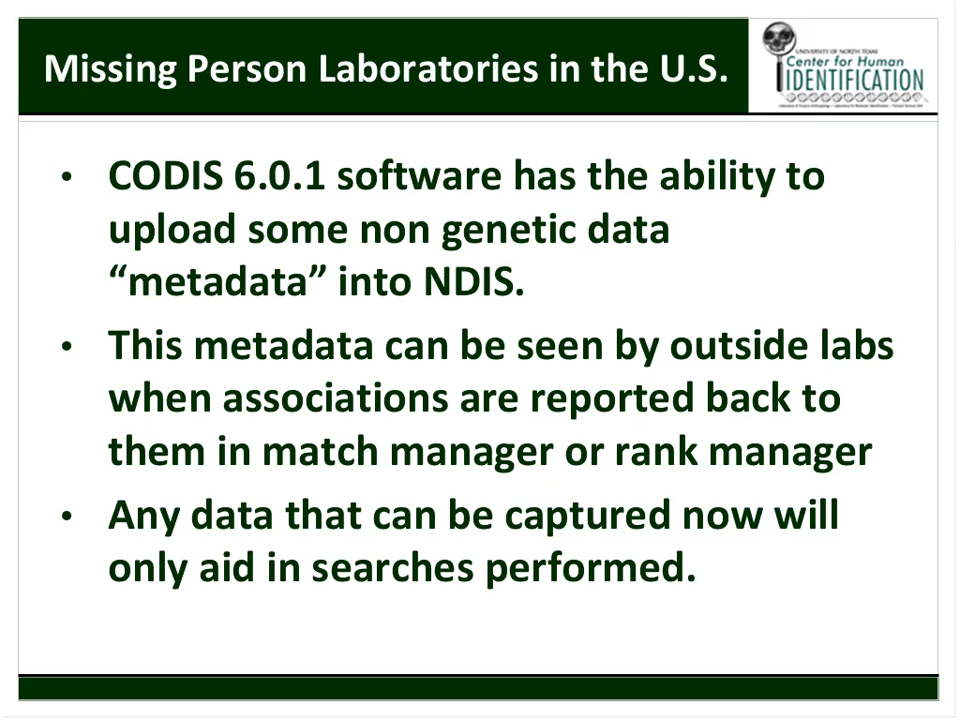 Missing Person Laboratories in the U.S.
UNIVERSITY OF NORTH TEXAS
Center for Human
IDENTIFICATION
• CODIS 6.0.1 software has the ability to
upload some non genetic data
“metadata” into NDIS.
• This metadata can be seen by outside labs
when associations are reported back to
them in match manager or rank manager
• Any data that can be captured now will
only aid in searches performed.